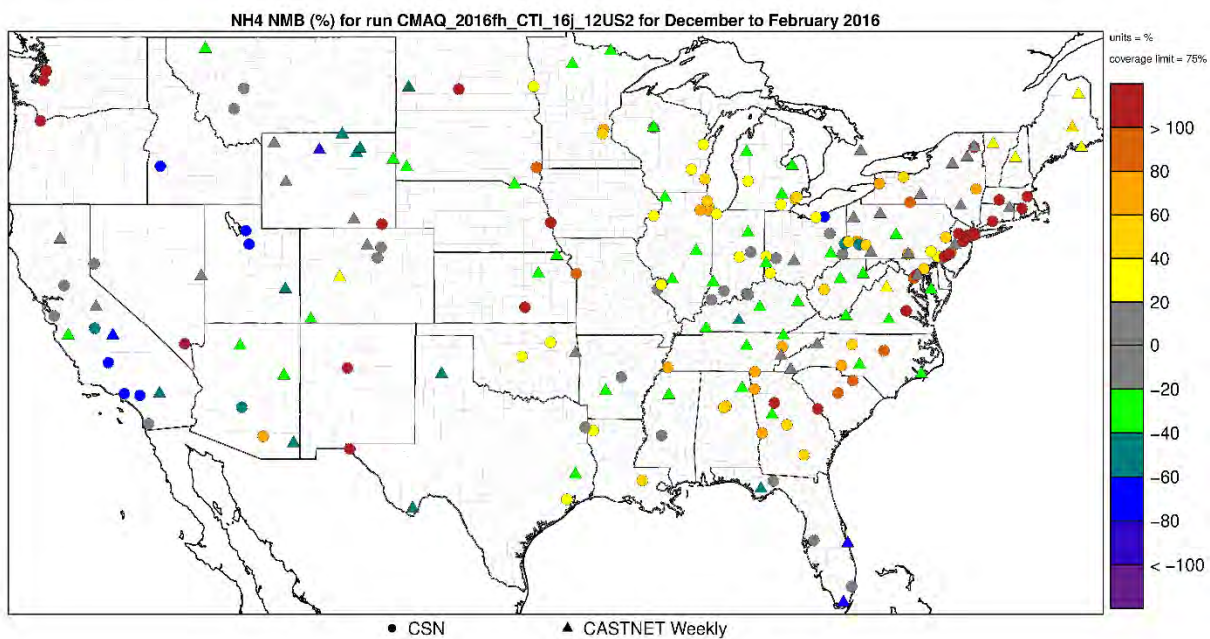 NH4 NMB (%) for run CMAQ_2016fh_CTI_16j_12US2 for December to February 2016
units = %
coverage limit = 75%
> 100
80
60
40
20
0
−20
−40
−60
−80
< −100
● CSN ▲ CASTNET Weekly